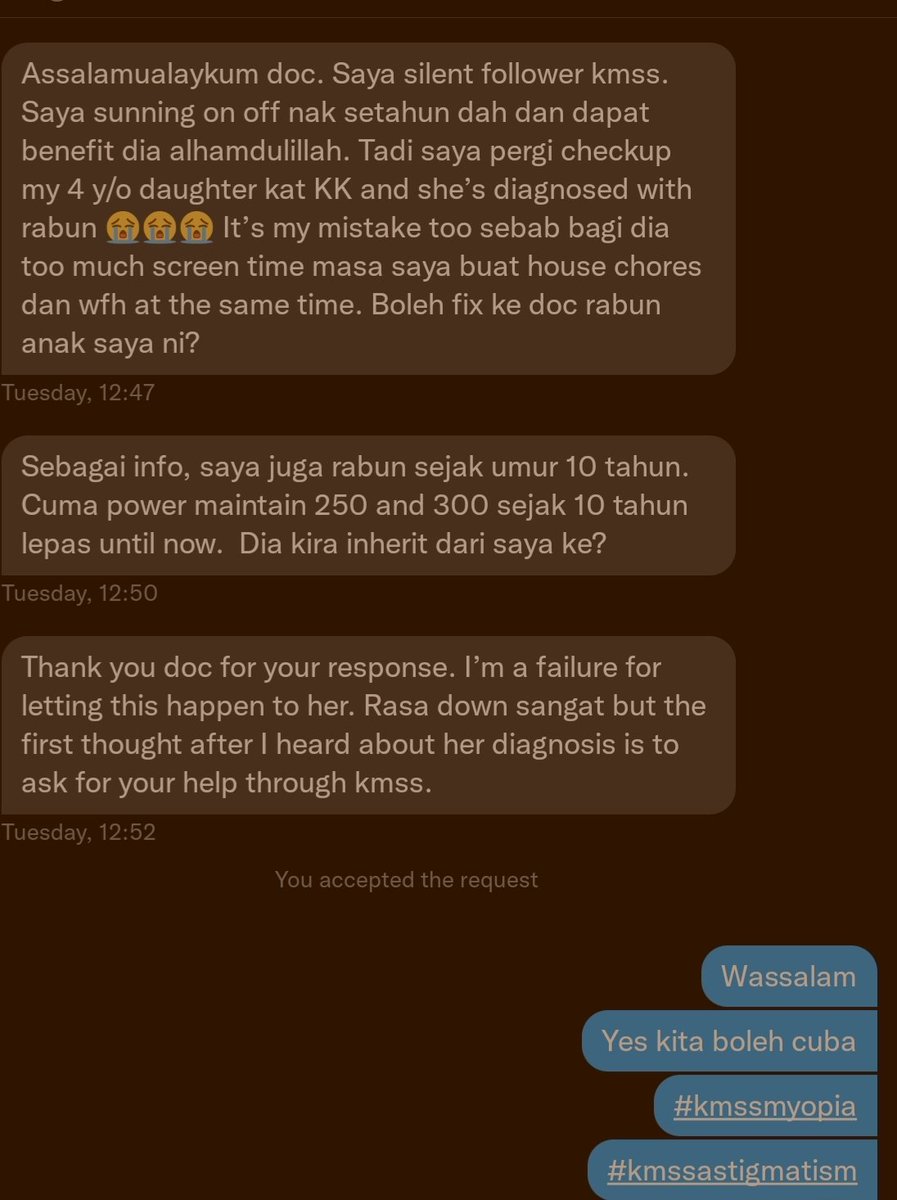 Assalamualaykum doc. Saya silent follower kmss.
Saya sunning on off nak setahun dah dan dapat
benefit dia alhamdulillah. Tadi saya pergi checkup
my 4 y/o daughter kat KK and she’s diagnosed with
rabun 😭😭😭 It’s my mistake too sebab bagi dia
too much screen time masa saya buat house chores
dan wfh at the same time. Boleh fix ke doc rabun
anak saya ni?
Tuesday, 12:47
Sebagai info, saya juga rabun sejak umur 10 tahun.
Cuma power maintain 250 and 300 sejak 10 tahun
lepas until now.  Dia kira inherit dari saya ke?
Tuesday, 12:50
Thank you doc for your response. I’m a failure for
letting this happen to her. Rasa down sangat but the
first thought after I heard about her diagnosis is to
ask for your help through kmss.
Tuesday, 12:52
You accepted the request
Wassalam
Yes kita boleh cuba
#kmssmyopia
#kmssastigmatism